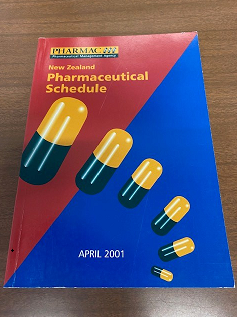 PHARMAC
Pharmaceutical Management Agency
New Zealand
Pharmaceutical
Schedule
APRIL 2001